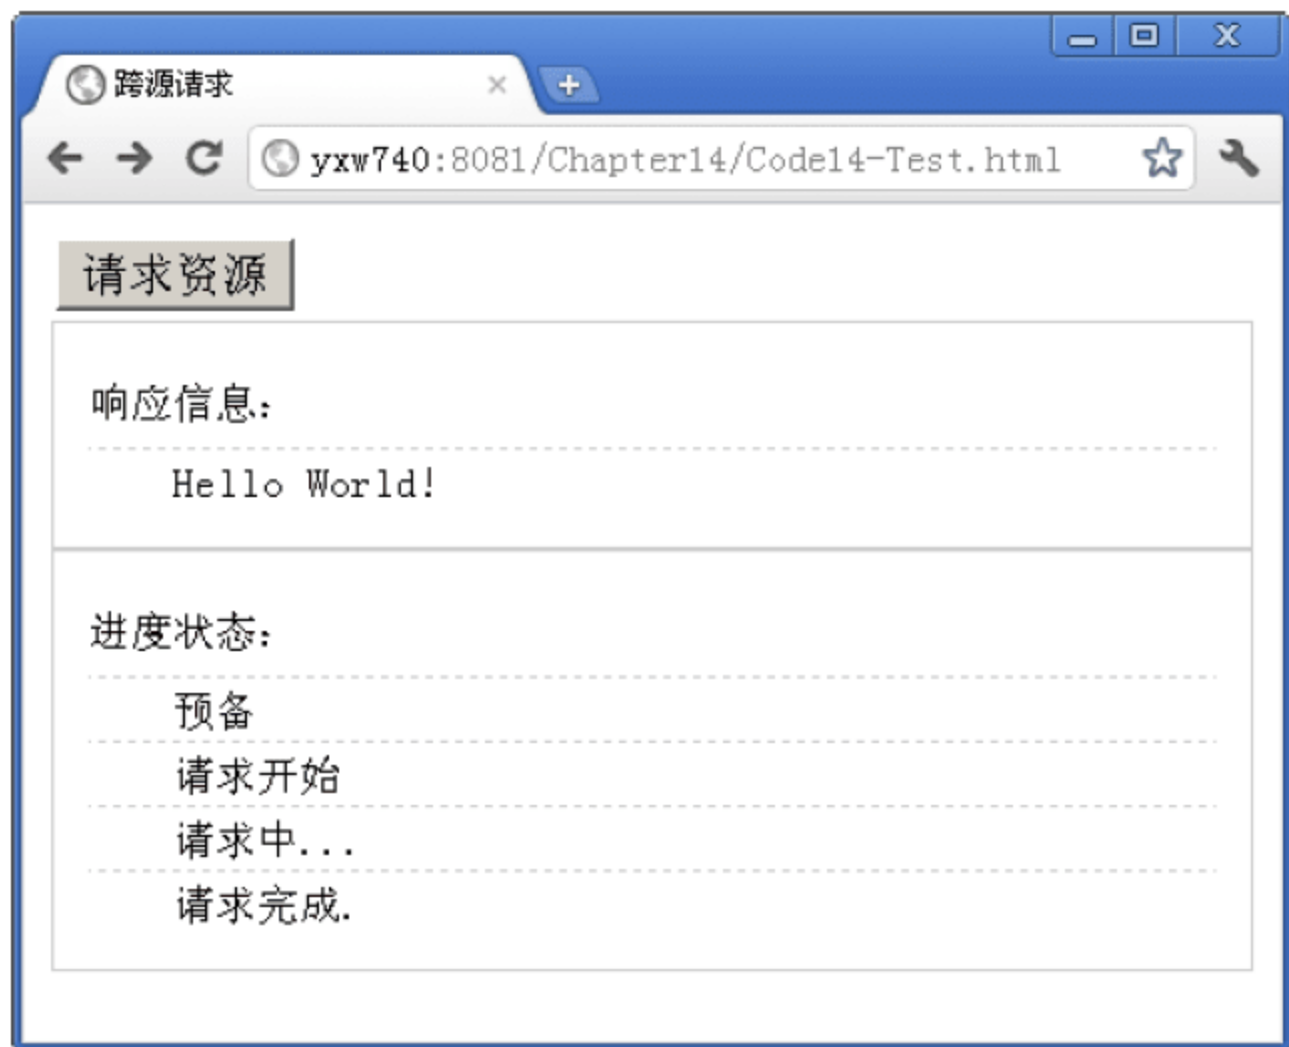 跨源请求
yxw740:8081/Chapter14/Code14-Test.html
请求资源
响应信息:
Hello World!
进度状态:
预备
请求开始
请求中...
请求完成.